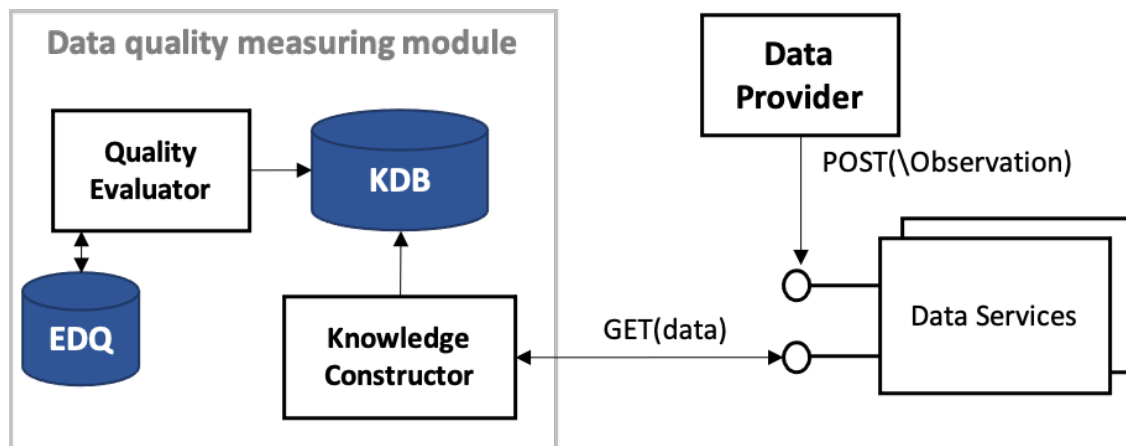 Data quality measuring module
Data
Provider
Quality
Evaluator
KDB
POST(\Observation)
EDQ
Knowledge
Constructor
GET(data)
Data Services